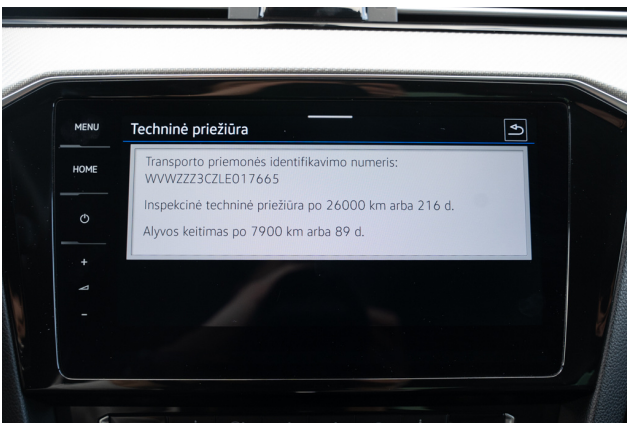 MENU
Techninė priežiūra
HOME
Transporto priemonės identifikavimo numeris:
WVWZZZ3CZLE017665
Inspekcinė techninė priežiūra po 26000 km arba 216 d.
Alyvos keitimas po 7900 km arba 89 d.
+
-